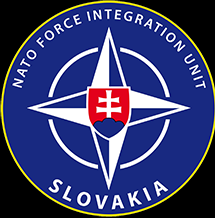 NATO FORCE INTEGRATION UNIT
SLOVAKIA